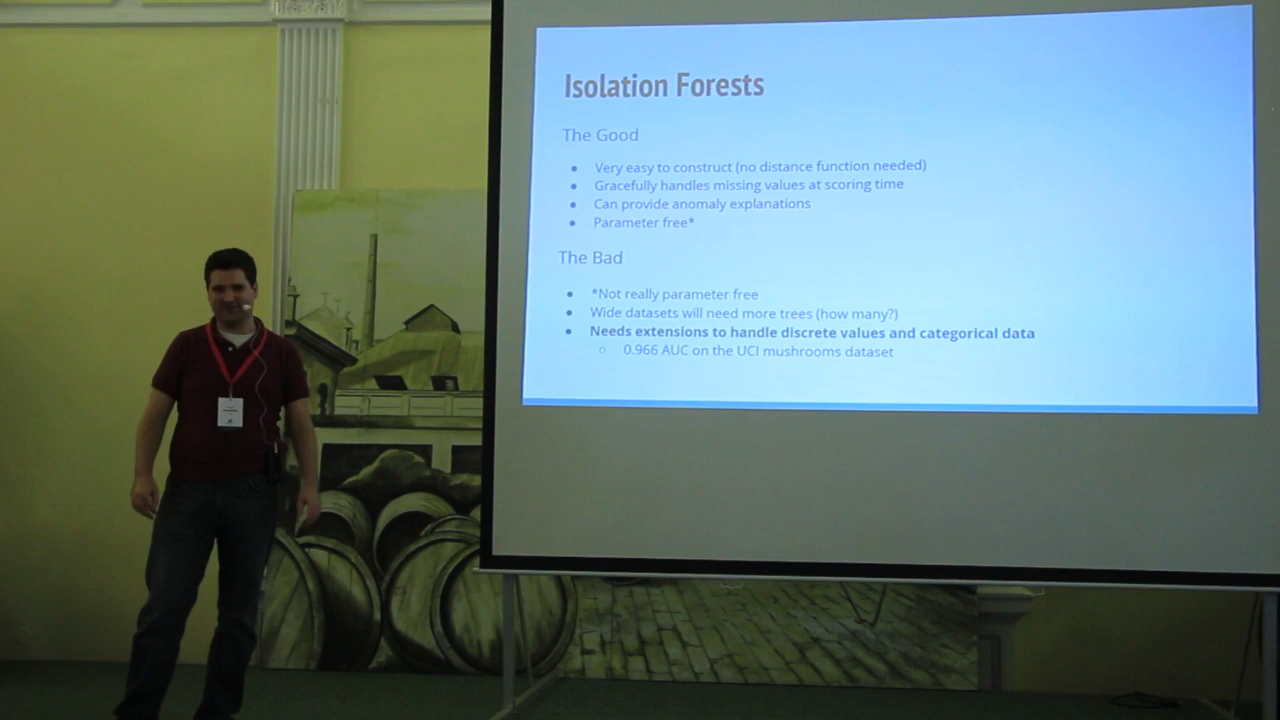 Isolation Forests
The Good
● Very easy to construct (no distance function needed)
● Gracefully handles missing values at scoring time
● Can provide anomaly explanations
● Parameter free*
The Bad
● *Not really parameter free
● Wide datasets will need more trees (how many?)
● Needs extensions to handle discrete values and categorical data
○ 0.966 AUC on the UCI mushrooms dataset